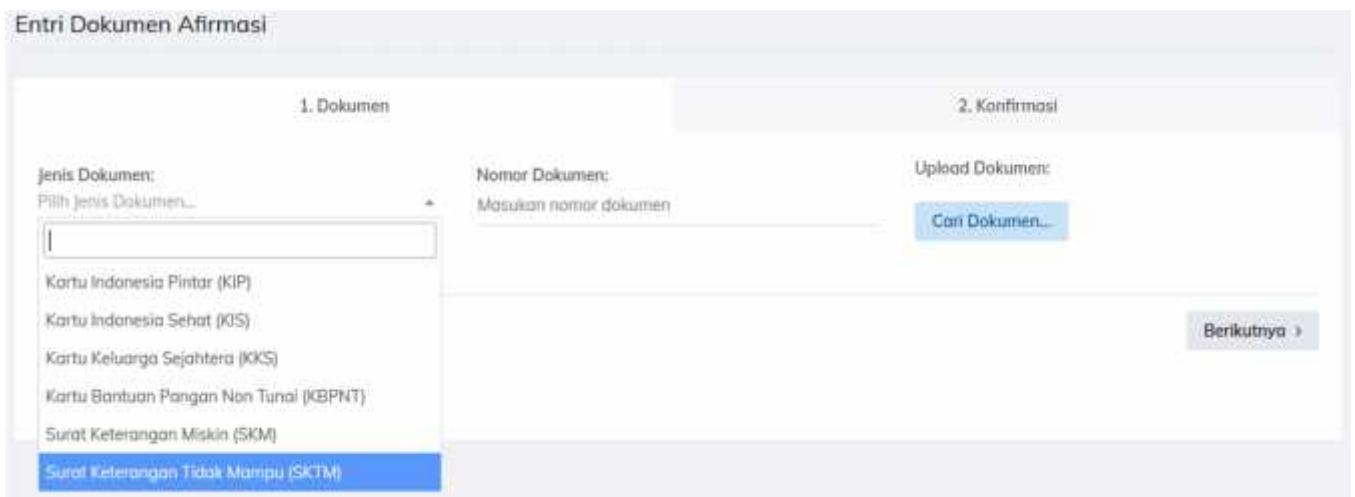 Entri Dokumen Afirmasi
1. Dokumen
2. Konfirmasi
Jenis Dokumen:
Pilih Jenis Dokumen...
Nomor Dokumen:
Masukan nomor dokumen
Upload Dokumen:
Cari Dokumen...
Kartu Indonesia Pintar (KIP)
Kartu Indonesia Sehat (KIS)
Kartu Keluarga Sejahtera (KKS)
Kartu Bantuan Pangan Non Tunai (KBPNT)
Surat Keterangan Miskin (SKM)
Surat Keterangan Tidak Mampu (SKTM)
Berikutnya ›